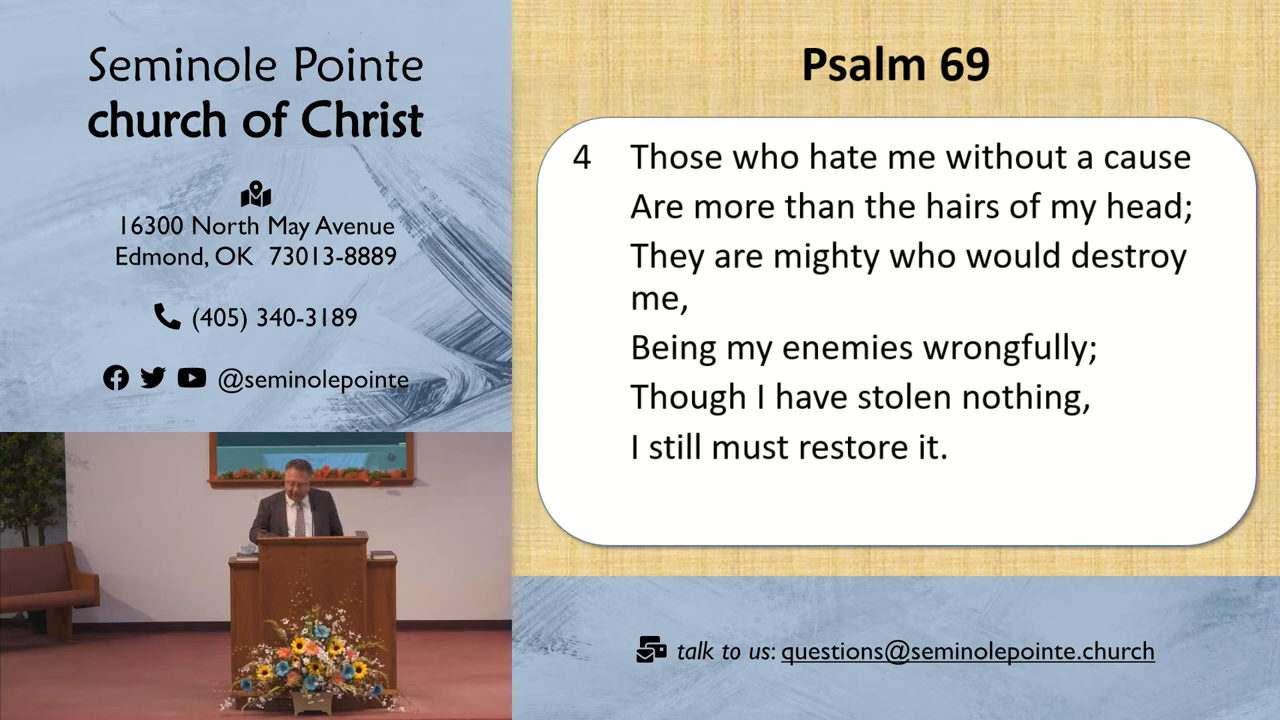 Seminole Pointe
church of Christ
16300 North May Avenue
Edmond, OK 73013-8889
(405) 340-3189
@seminolepointe
Psalm 69
4 Those who hate me without a cause
Are more than the hairs of my head;
They are mighty who would destroy
me,
Being my enemies wrongfully;
Though I have stolen nothing,
I still must restore it.
talk to us: questions@seminolepointe.church